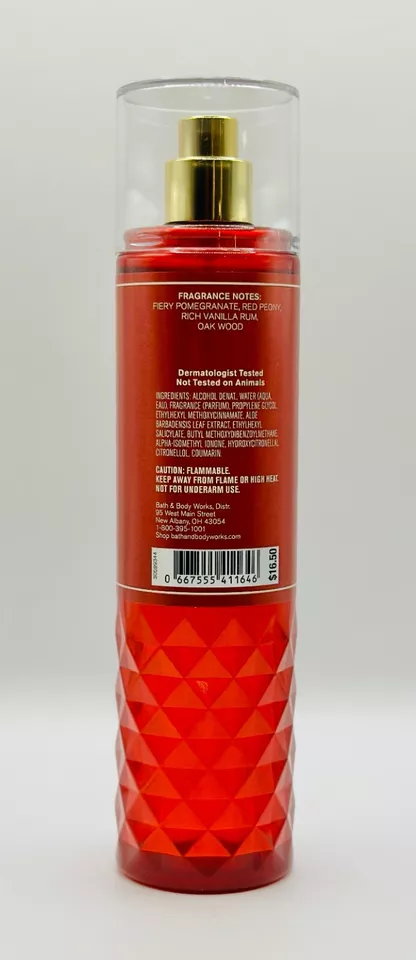 FRAGRANCE NOTES:
FIERY POMEGRANATE, RED PEONY,
RICH VANILLA RUM,
OAK WOOD
Dermatologist Tested
Not Tested on Animals
INGREDIENTS: ALCOHOL DENAT., WATER (AQUA,
EAU), FRAGRANCE (PARFUM), PROPYLENE GLYCOL,
ETHYLHEXYL METHOXYCINNAMATE, ALOE
BARBADENSIS LEAF EXTRACT, ETHYLHEXYL
SALICYLATE, BUTYL METHOXYDIBENZOYLMETHANE,
ALPHA-ISOMETHYL IONONE, HYDROXYCITRONELLAL,
CITRONELLOL, COUMARIN.
CAUTION: FLAMMABLE.
KEEP AWAY FROM FLAME OR HIGH HEAT.
NOT FOR UNDERARM USE.
Bath & Body Works, Distr.
95 West Main Street
New Albany, OH 43054
1-800-395-1001
Shop bathandbodyworks.com
0 667555 411646
$16.50